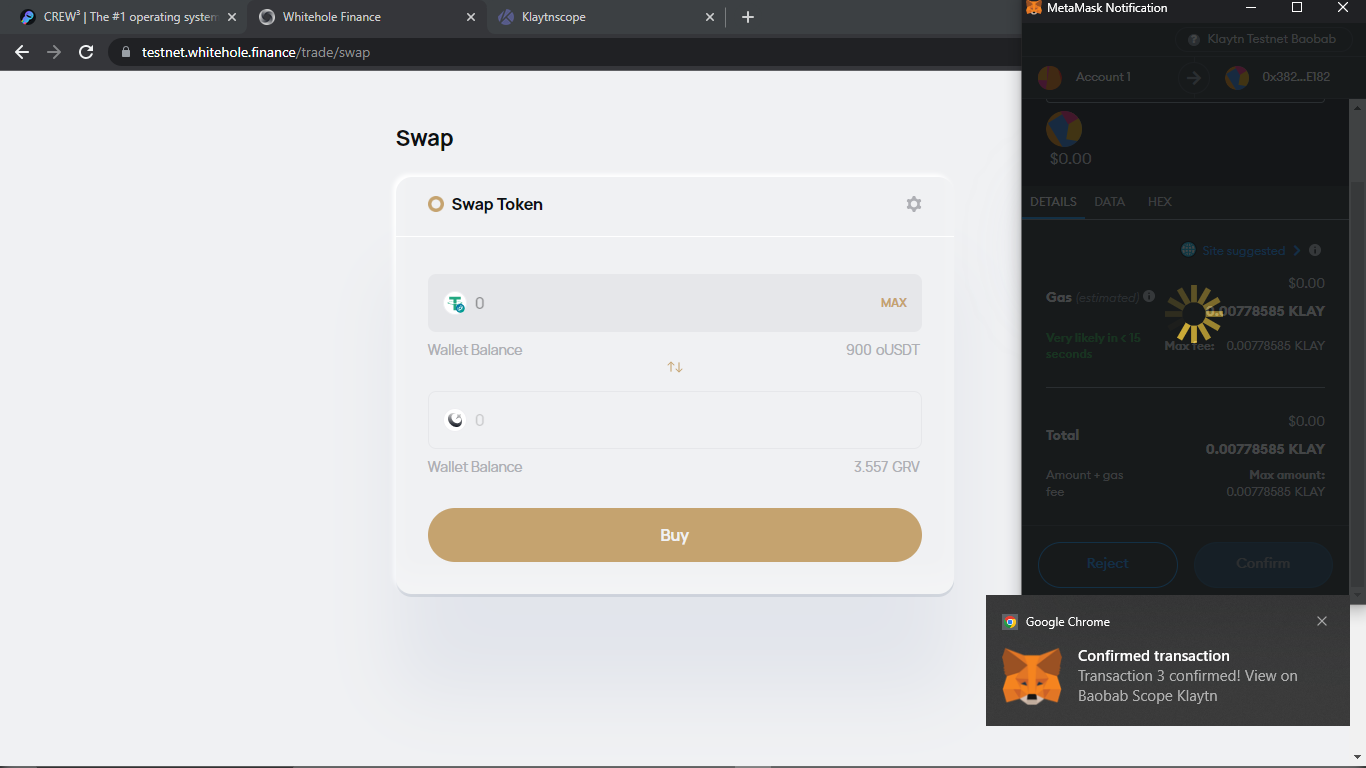 CREW³ | The #1 operating system
Whitehole Finance
Klaytnscope
testnet.whitehole.finance/trade/swap
Swap
Swap Token
0
MAX
Wallet Balance
900 oUSDT
0
Wallet Balance
3.557 GRV
Buy
MetaMask Notification
Klaytn Testnet Baobab
Account 1
0x382...E182
$0.00
DETAILS
DATA
HEX
Site suggested
$0.00
Gas (estimated)
0.00778585 KLAY
Very likely in < 15
seconds
Max fee:
0.00778585 KLAY
$0.00
Total
0.00778585 KLAY
Amount + gas
fee
Max amount:
0.00778585 KLAY
Reject
Confirm
Google Chrome
Confirmed transaction
Transaction 3 confirmed! View on
Baobab Scope Klaytn